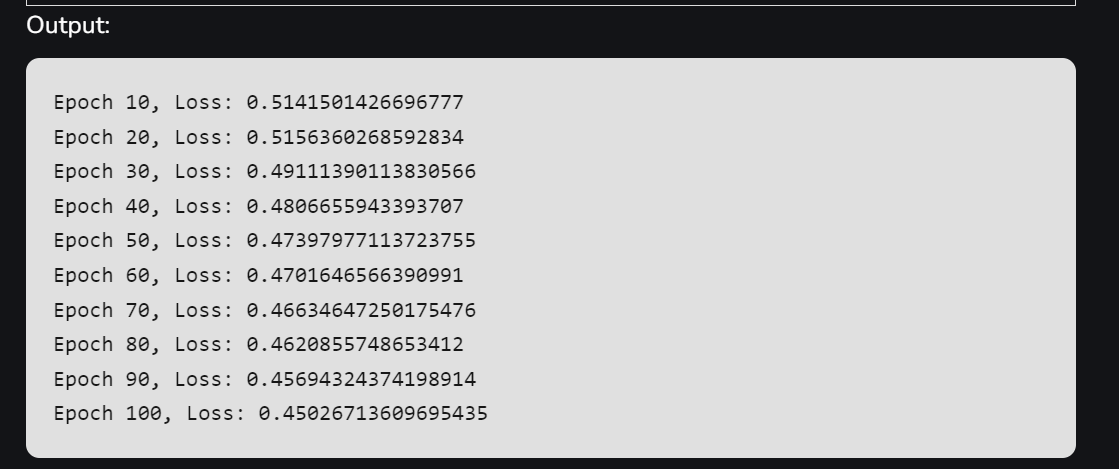 Output:
Epoch 10, Loss: 0.5141501426696777
Epoch 20, Loss: 0.5156360268592834
Epoch 30, Loss: 0.49111390113830566
Epoch 40, Loss: 0.4806655943393707
Epoch 50, Loss: 0.47397977113723755
Epoch 60, Loss: 0.4701646566390991
Epoch 70, Loss: 0.46634647250175476
Epoch 80, Loss: 0.4620855748653412
Epoch 90, Loss: 0.45694324374198914
Epoch 100, Loss: 0.45026713609695435